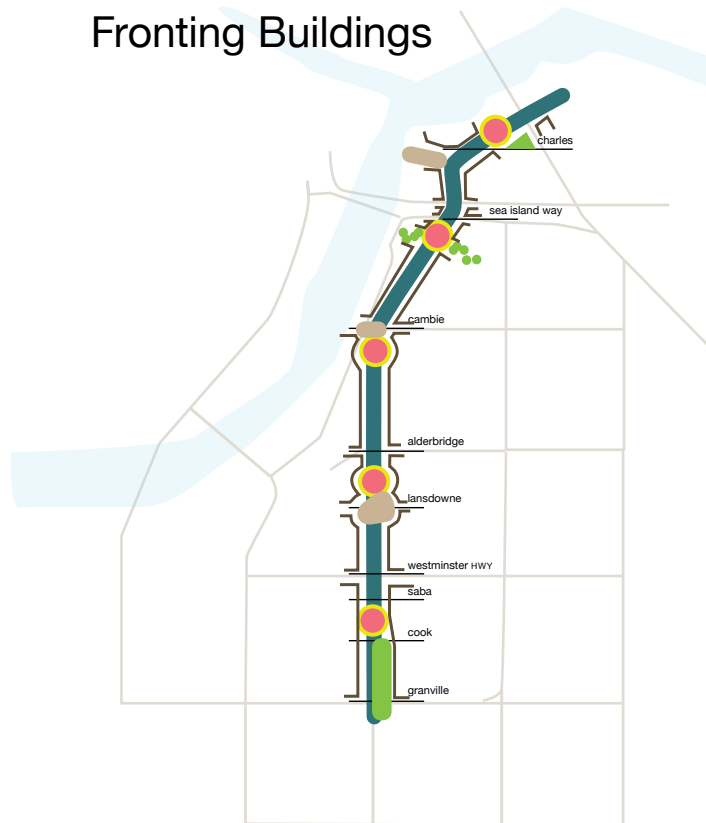 Fronting Buildings
charles
sea island way
cambie
alderbridge
lansdowne
westminster HWY
saba
cook
granville